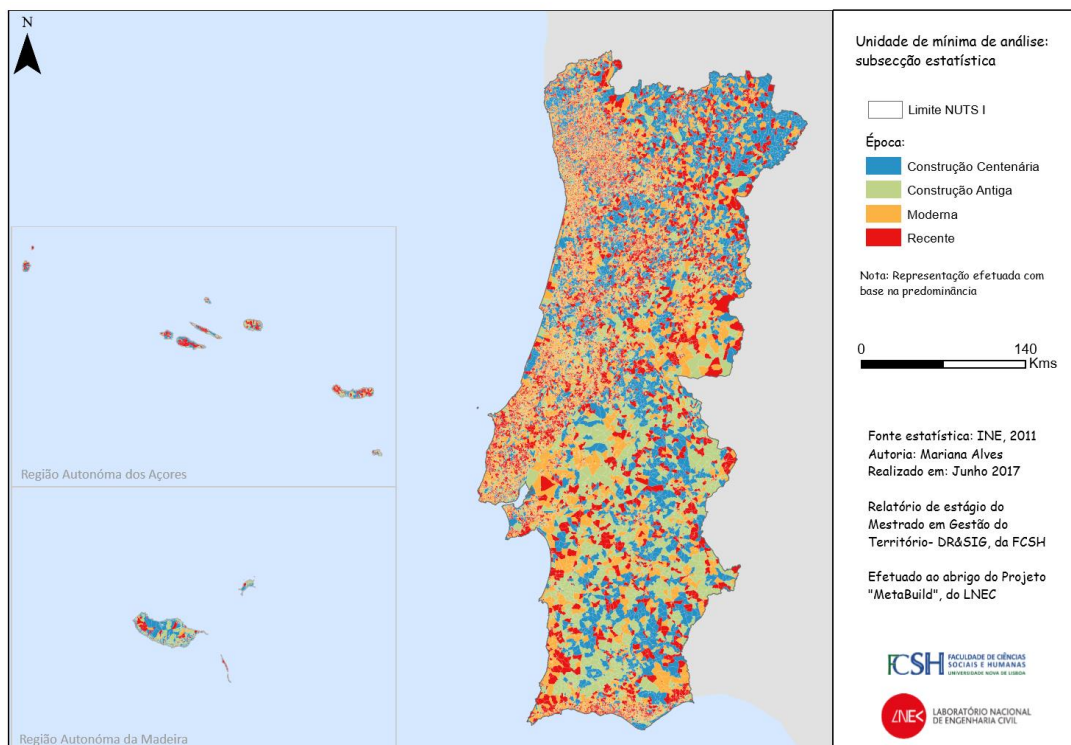 N
Região Autonóma dos Açores
Região Autonóma da Madeira
Unidade de mínima de análise:
subsecção estatística
Limite NUTS I
Época:
Construção Centenária
Construção Antiga
Moderna
Recente
Nota: Representação efetuada com
base na predominância
0 140
Kms
Fonte estatística: INE, 2011
Autoria: Mariana Alves
Realizado em: Junho 2017
Relatório de estágio do
Mestrado em Gestão do
Território- DR&SIG, da FCSH
Efetuado ao abrigo do Projeto
"MetaBuild", do LNEC
FCSH FACULDADE DE CIÊNCIAS
SOCIAIS E HUMANAS
UNIVERSIDADE NOVA DE LISBOA
LNEC LABORATÓRIO NACIONAL
DE ENGENHARIA CIVIL